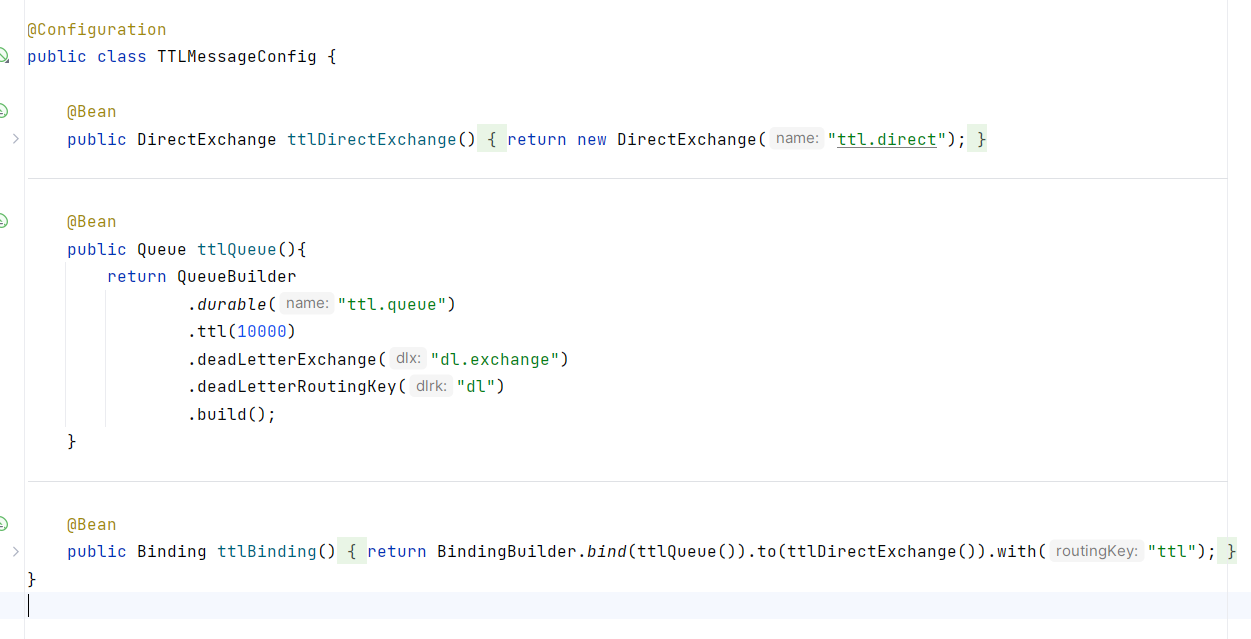 @Configuration
public class TTLMessageConfig {
@Bean
public DirectExchange ttlDirectExchange() { return new DirectExchange( name: "ttl.direct"); }
@Bean
public Queue ttlQueue(){
return QueueBuilder
.durable( name: "ttl.queue")
.ttl(10000)
.deadLetterExchange( dlx: "dl.exchange")
.deadLetterRoutingKey( dlrk: "dl")
.build();
}
@Bean
public Binding ttlBinding() { return BindingBuilder.bind(ttlQueue()).to(ttlDirectExchange()).with( routingKey: "ttl"); }
}